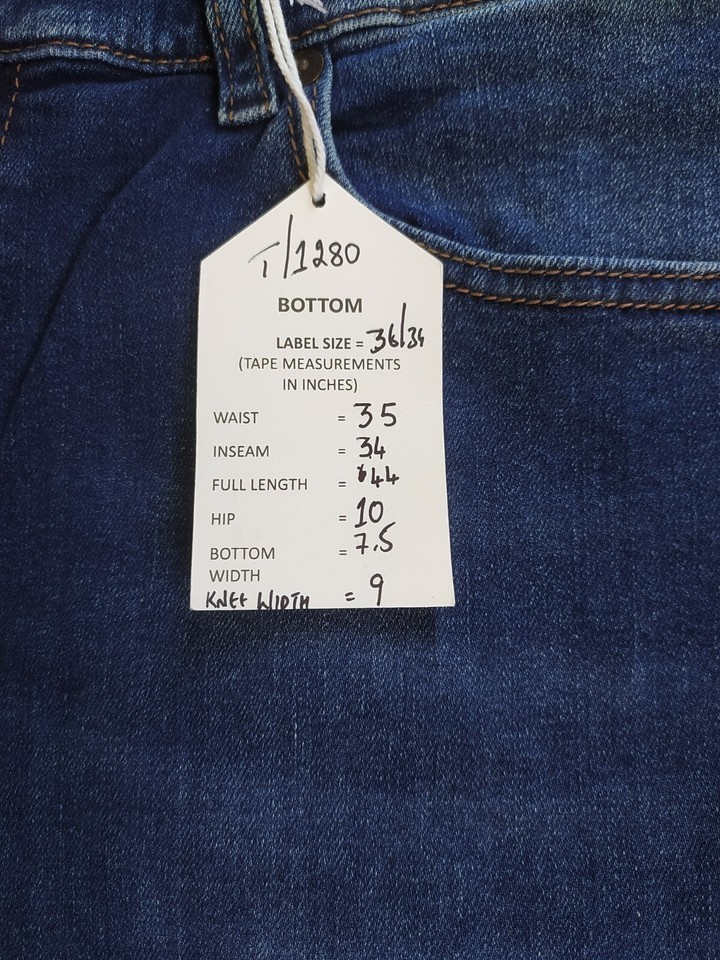 T/1280
BOTTOM
LABEL SIZE = 36/34
(TAPE MEASUREMENTS
IN INCHES)
WAIST = 35
INSEAM = 34
FULL LENGTH = 44
HIP = 10
BOTTOM = 7.5
WIDTH
KNEE WIDTH = 9